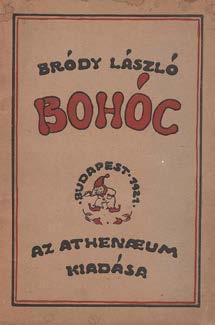 BRÓDY LÁSZLÓ
BOHÓC
·BUDAPEST·1921·
AZ ATHENÆUM
KIADÁSA